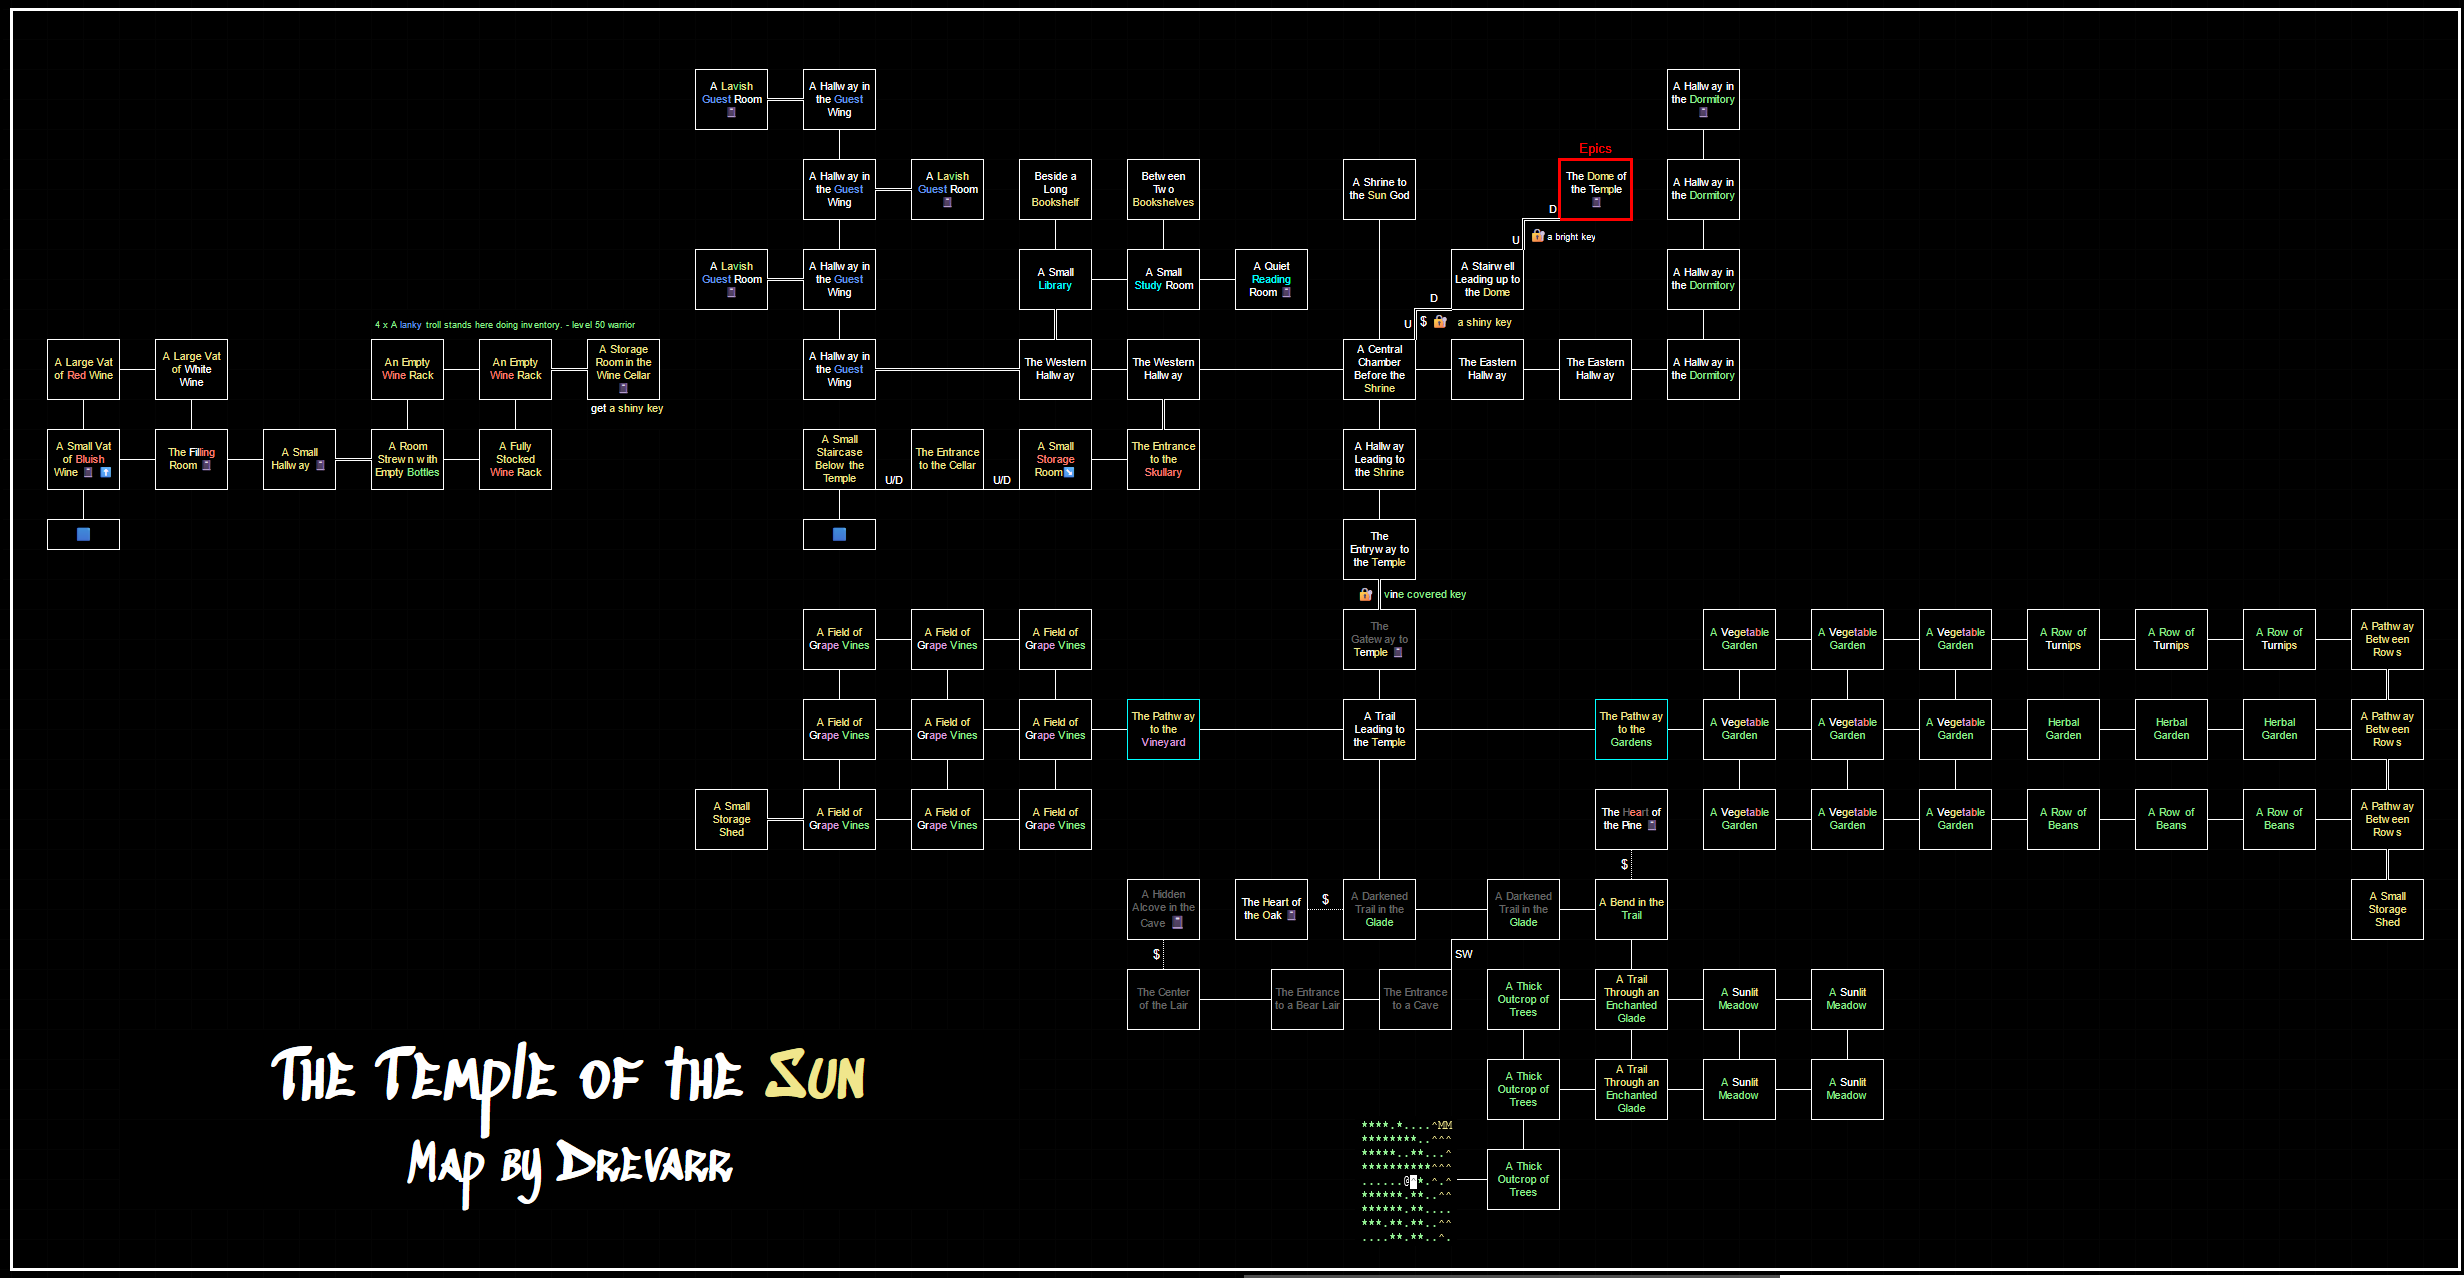 A Lavish
Guest Room
A Hallway in
the Guest
Wing
A Hallway in
the Dormitory
Epics
A Hallway in
the Guest
Wing
A Lavish
Guest Room
Beside a
Long
Bookshelf
Between
Two
Bookshelves
A Shrine to
the Sun God
The Dome of
the Temple
A Hallway in
the Dormitory
D
U
a bright key
A Lavish
Guest Room
A Hallway in
the Guest
Wing
A Small
Library
A Small
Study Room
A Quiet
Reading
Room
A Stairwell
Leading up to
the Dome
A Hallway in
the Dormitory
D
U $ a shiny key
4 x A lanky troll stands here doing inventory. - level 50 warrior
A Large Vat
of Red Wine
A Large Vat
of White
Wine
An Empty
Wine Rack
An Empty
Wine Rack
A Storage
Room in the
Wine Cellar
get a shiny key
A Hallway in
the Guest
Wing
The Western
Hallway
The Western
Hallway
A Central
Chamber
Before the
Shrine
The Eastern
Hallway
The Eastern
Hallway
A Hallway in
the Dormitory
A Small Vat
of Bluish
Wine
The Filling
Room
A Small
Hallway
A Room
Strewn with
Empty Bottles
A Fully
Stocked
Wine Rack
A Small
Staircase
Below the
Temple
U/D
The Entrance
to the Cellar
U/D
A Small
Storage
Room
The Entrance
to the
Skullary
A Hallway
Leading to
the Shrine
The
Entryway to
the Temple
vine covered key
A Field of
Grape Vines
A Field of
Grape Vines
A Field of
Grape Vines
The
Gateway to
Temple
A Vegetable
Garden
A Vegetable
Garden
A Vegetable
Garden
A Row of
Turnips
A Row of
Turnips
A Row of
Turnips
A Pathway
Between
Rows
A Field of
Grape Vines
A Field of
Grape Vines
A Field of
Grape Vines
The Pathway
to the
Vineyard
A Trail
Leading to
the Temple
The Pathway
to the
Gardens
A Vegetable
Garden
A Vegetable
Garden
A Vegetable
Garden
Herbal
Garden
Herbal
Garden
Herbal
Garden
A Pathway
Between
Rows
A Small
Storage
Shed
A Field of
Grape Vines
A Field of
Grape Vines
A Field of
Grape Vines
The Heart of
the Pine
A Vegetable
Garden
A Vegetable
Garden
A Vegetable
Garden
A Row of
Beans
A Row of
Beans
A Row of
Beans
A Pathway
Between
Rows
$
A Hidden
Alcove in the
Cave
The Heart of
the Oak
$
A Darkened
Trail in the
Glade
A Darkened
Trail in the
Glade
A Bend in the
Trail
A Small
Storage
Shed
$
SW
The Center
of the Lair
The Entrance
to a Bear Lair
The Entrance
to a Cave
A Thick
Outcrop of
Trees
A Trail
Through an
Enchanted
Glade
A Sunlit
Meadow
A Sunlit
Meadow
A Thick
Outcrop of
Trees
A Trail
Through an
Enchanted
Glade
A Sunlit
Meadow
A Sunlit
Meadow
The Temple of the Sun
Map by Drevarr
****.*....^MM
********..^^^
*****..**...^
**********^^^
A Thick
Outcrop of
Trees
******.**..^^
******.**....
***.**.**..^^
....**.**..^.